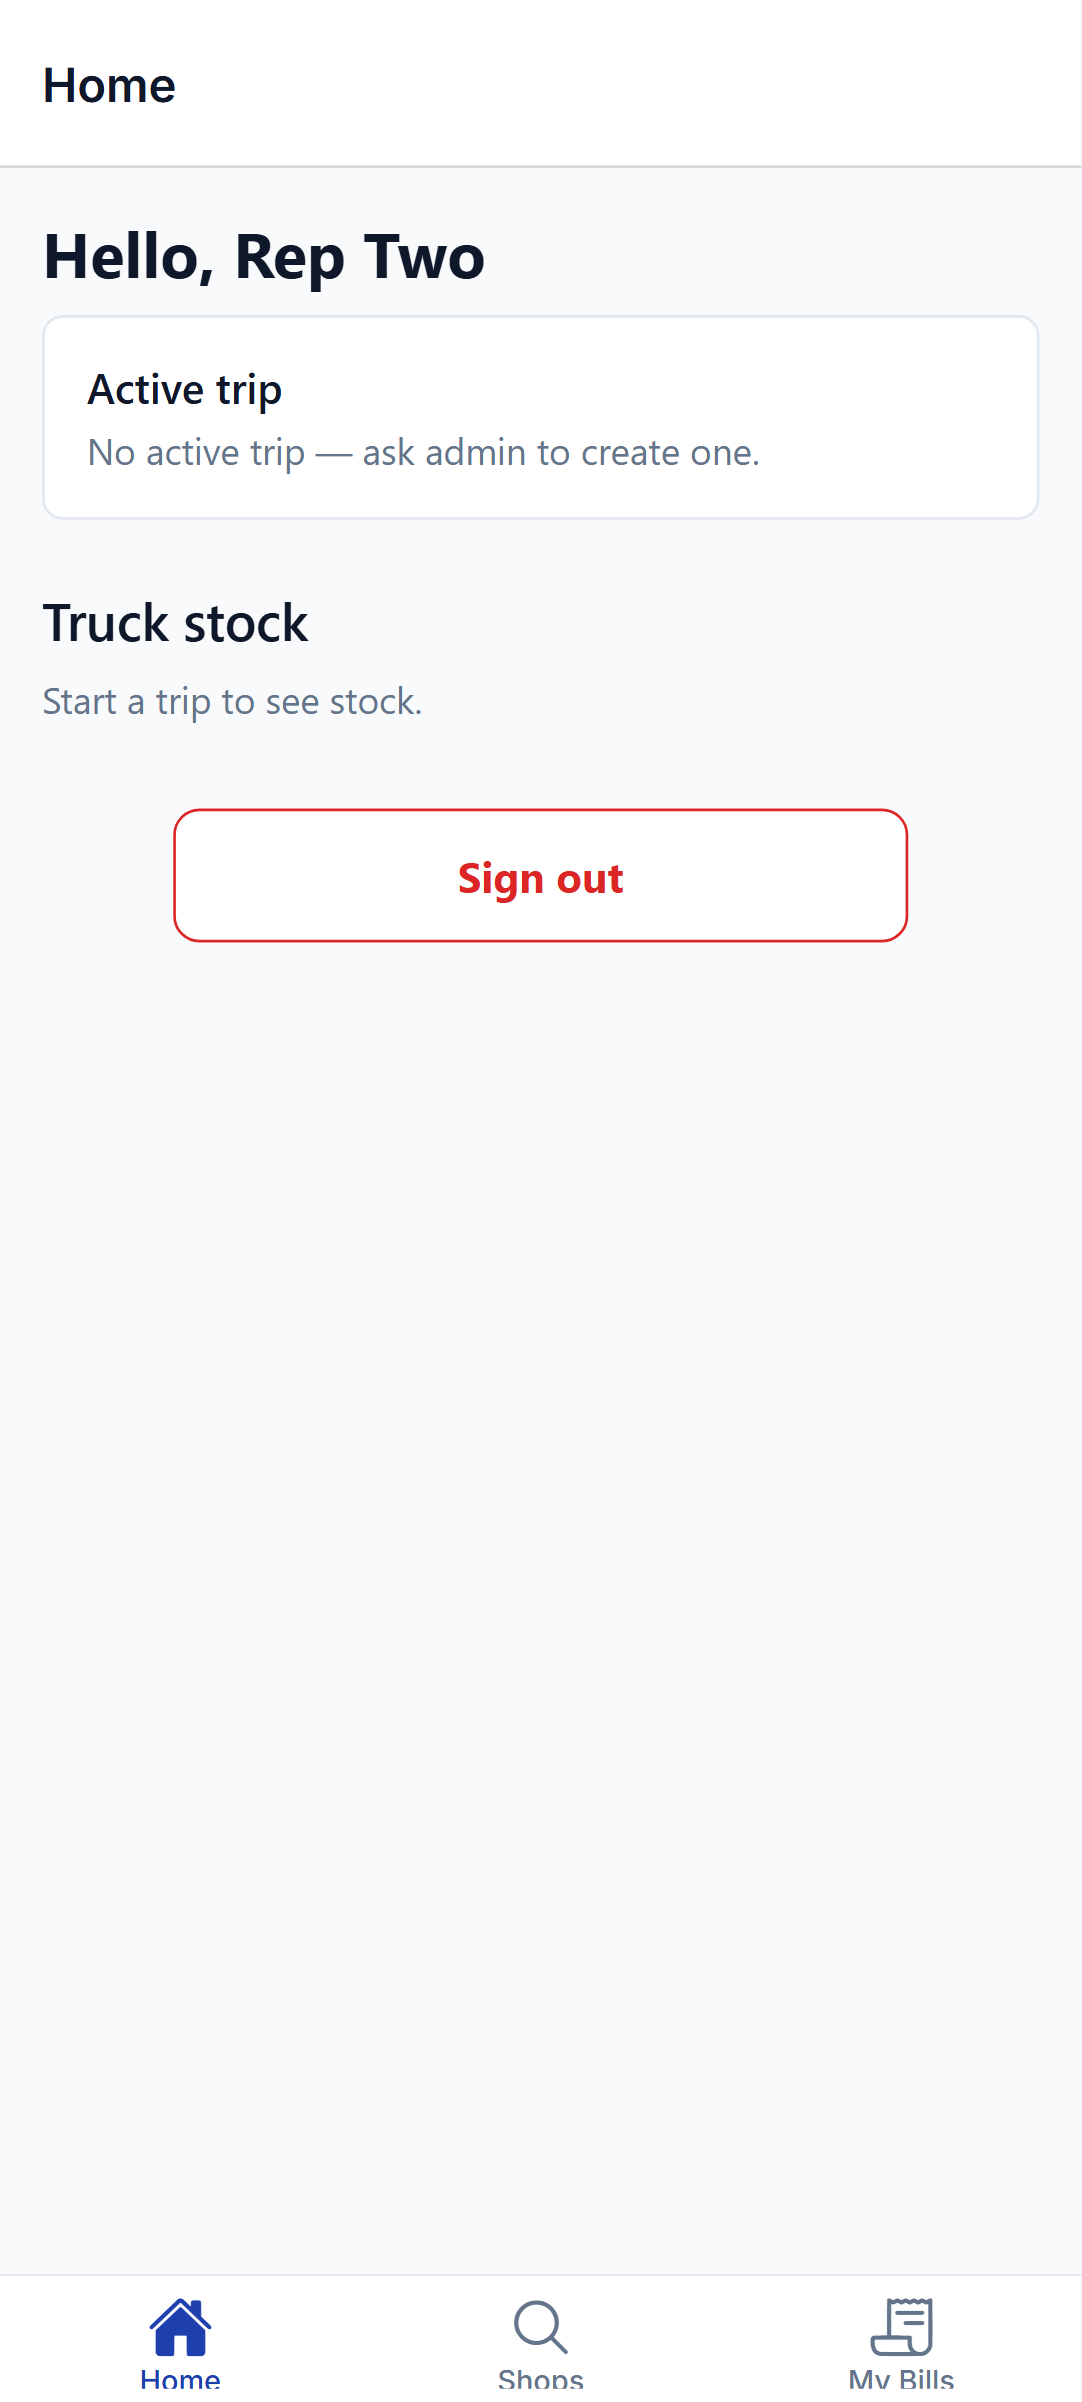 Home
Hello, Rep Two
Active trip
No active trip — ask admin to create one.
Truck stock
Start a trip to see stock.
Sign out
Home
Shops
My Bills